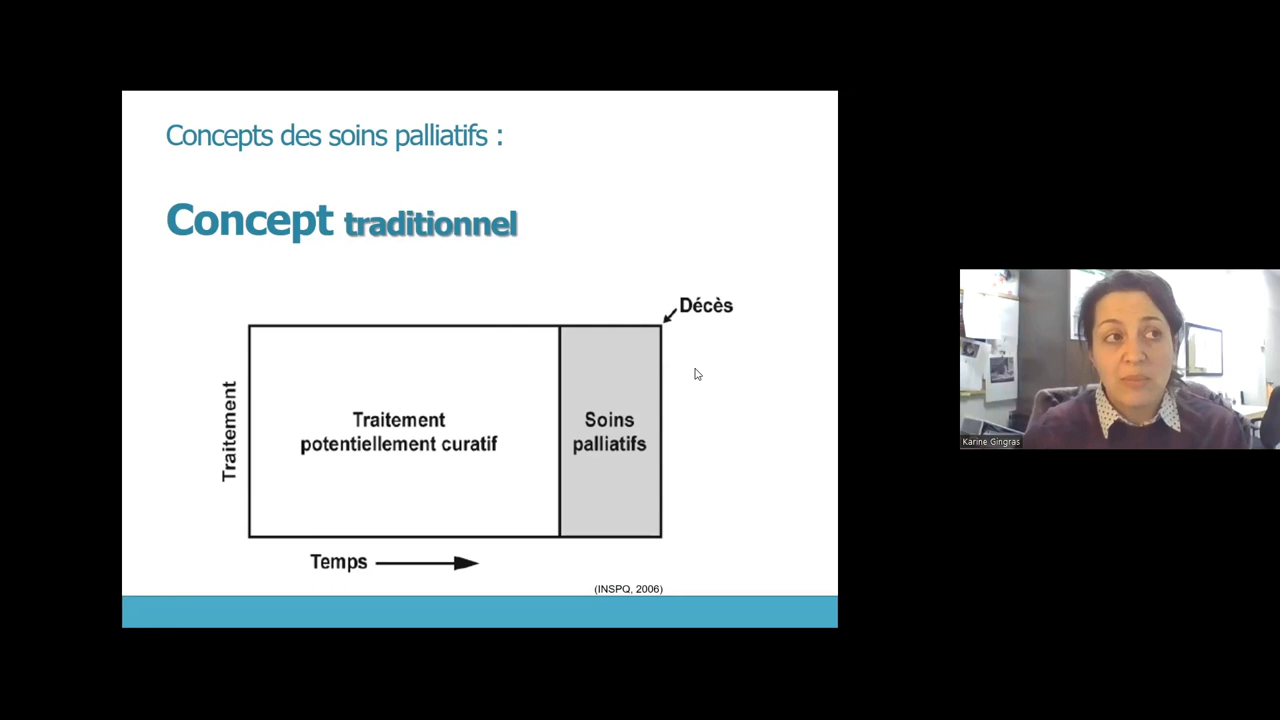 Concepts des soins palliatifs :
Concept traditionnel
Décès
Traitement
Traitement
potentiellement curatif
Soins
palliatifs
Temps
(INSPQ, 2006)
Karine Gingras